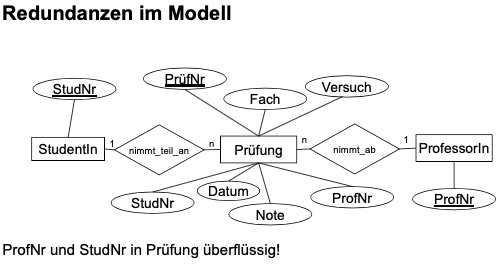 Redundanzen im Modell
StudNr
PrüfNr
Fach
Versuch
StudentIn
1
nimmt_teil_an
n
Prüfung
n
nimmt_ab
1
ProfessorIn
StudNr
Datum
Note
ProfNr
ProfNr
ProfNr und StudNr in Prüfung überflüssig!